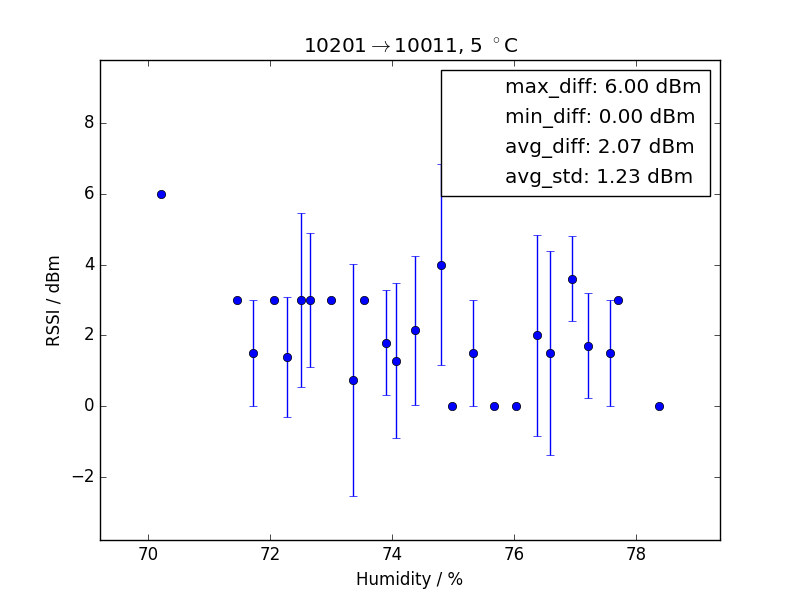 10201→10011, 5 °C
max_diff: 6.00 dBm
min_diff: 0.00 dBm
avg_diff: 2.07 dBm
avg_std: 1.23 dBm
RSSI / dBm
8
6
4
2
0
−2
70 72 74 76 78
Humidity / %